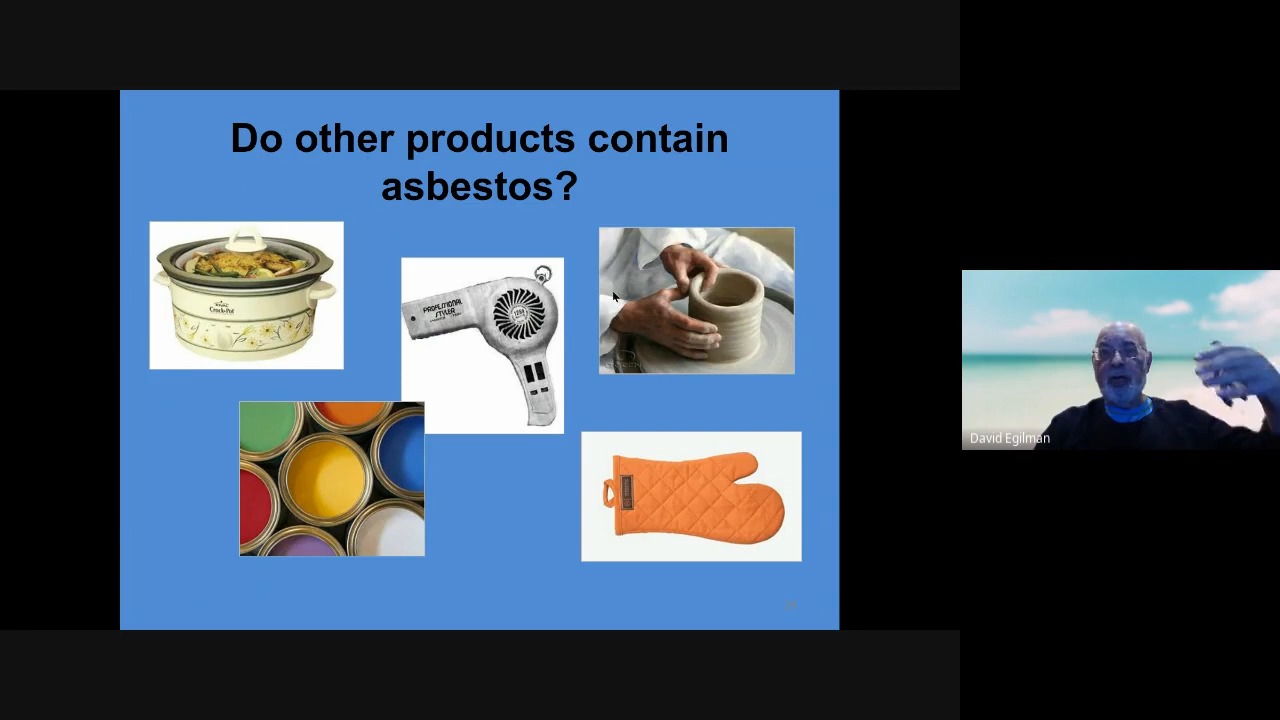 Do other products contain
asbestos?
Crock-Pot
PROFESSIONAL
STYLER
David Egilman